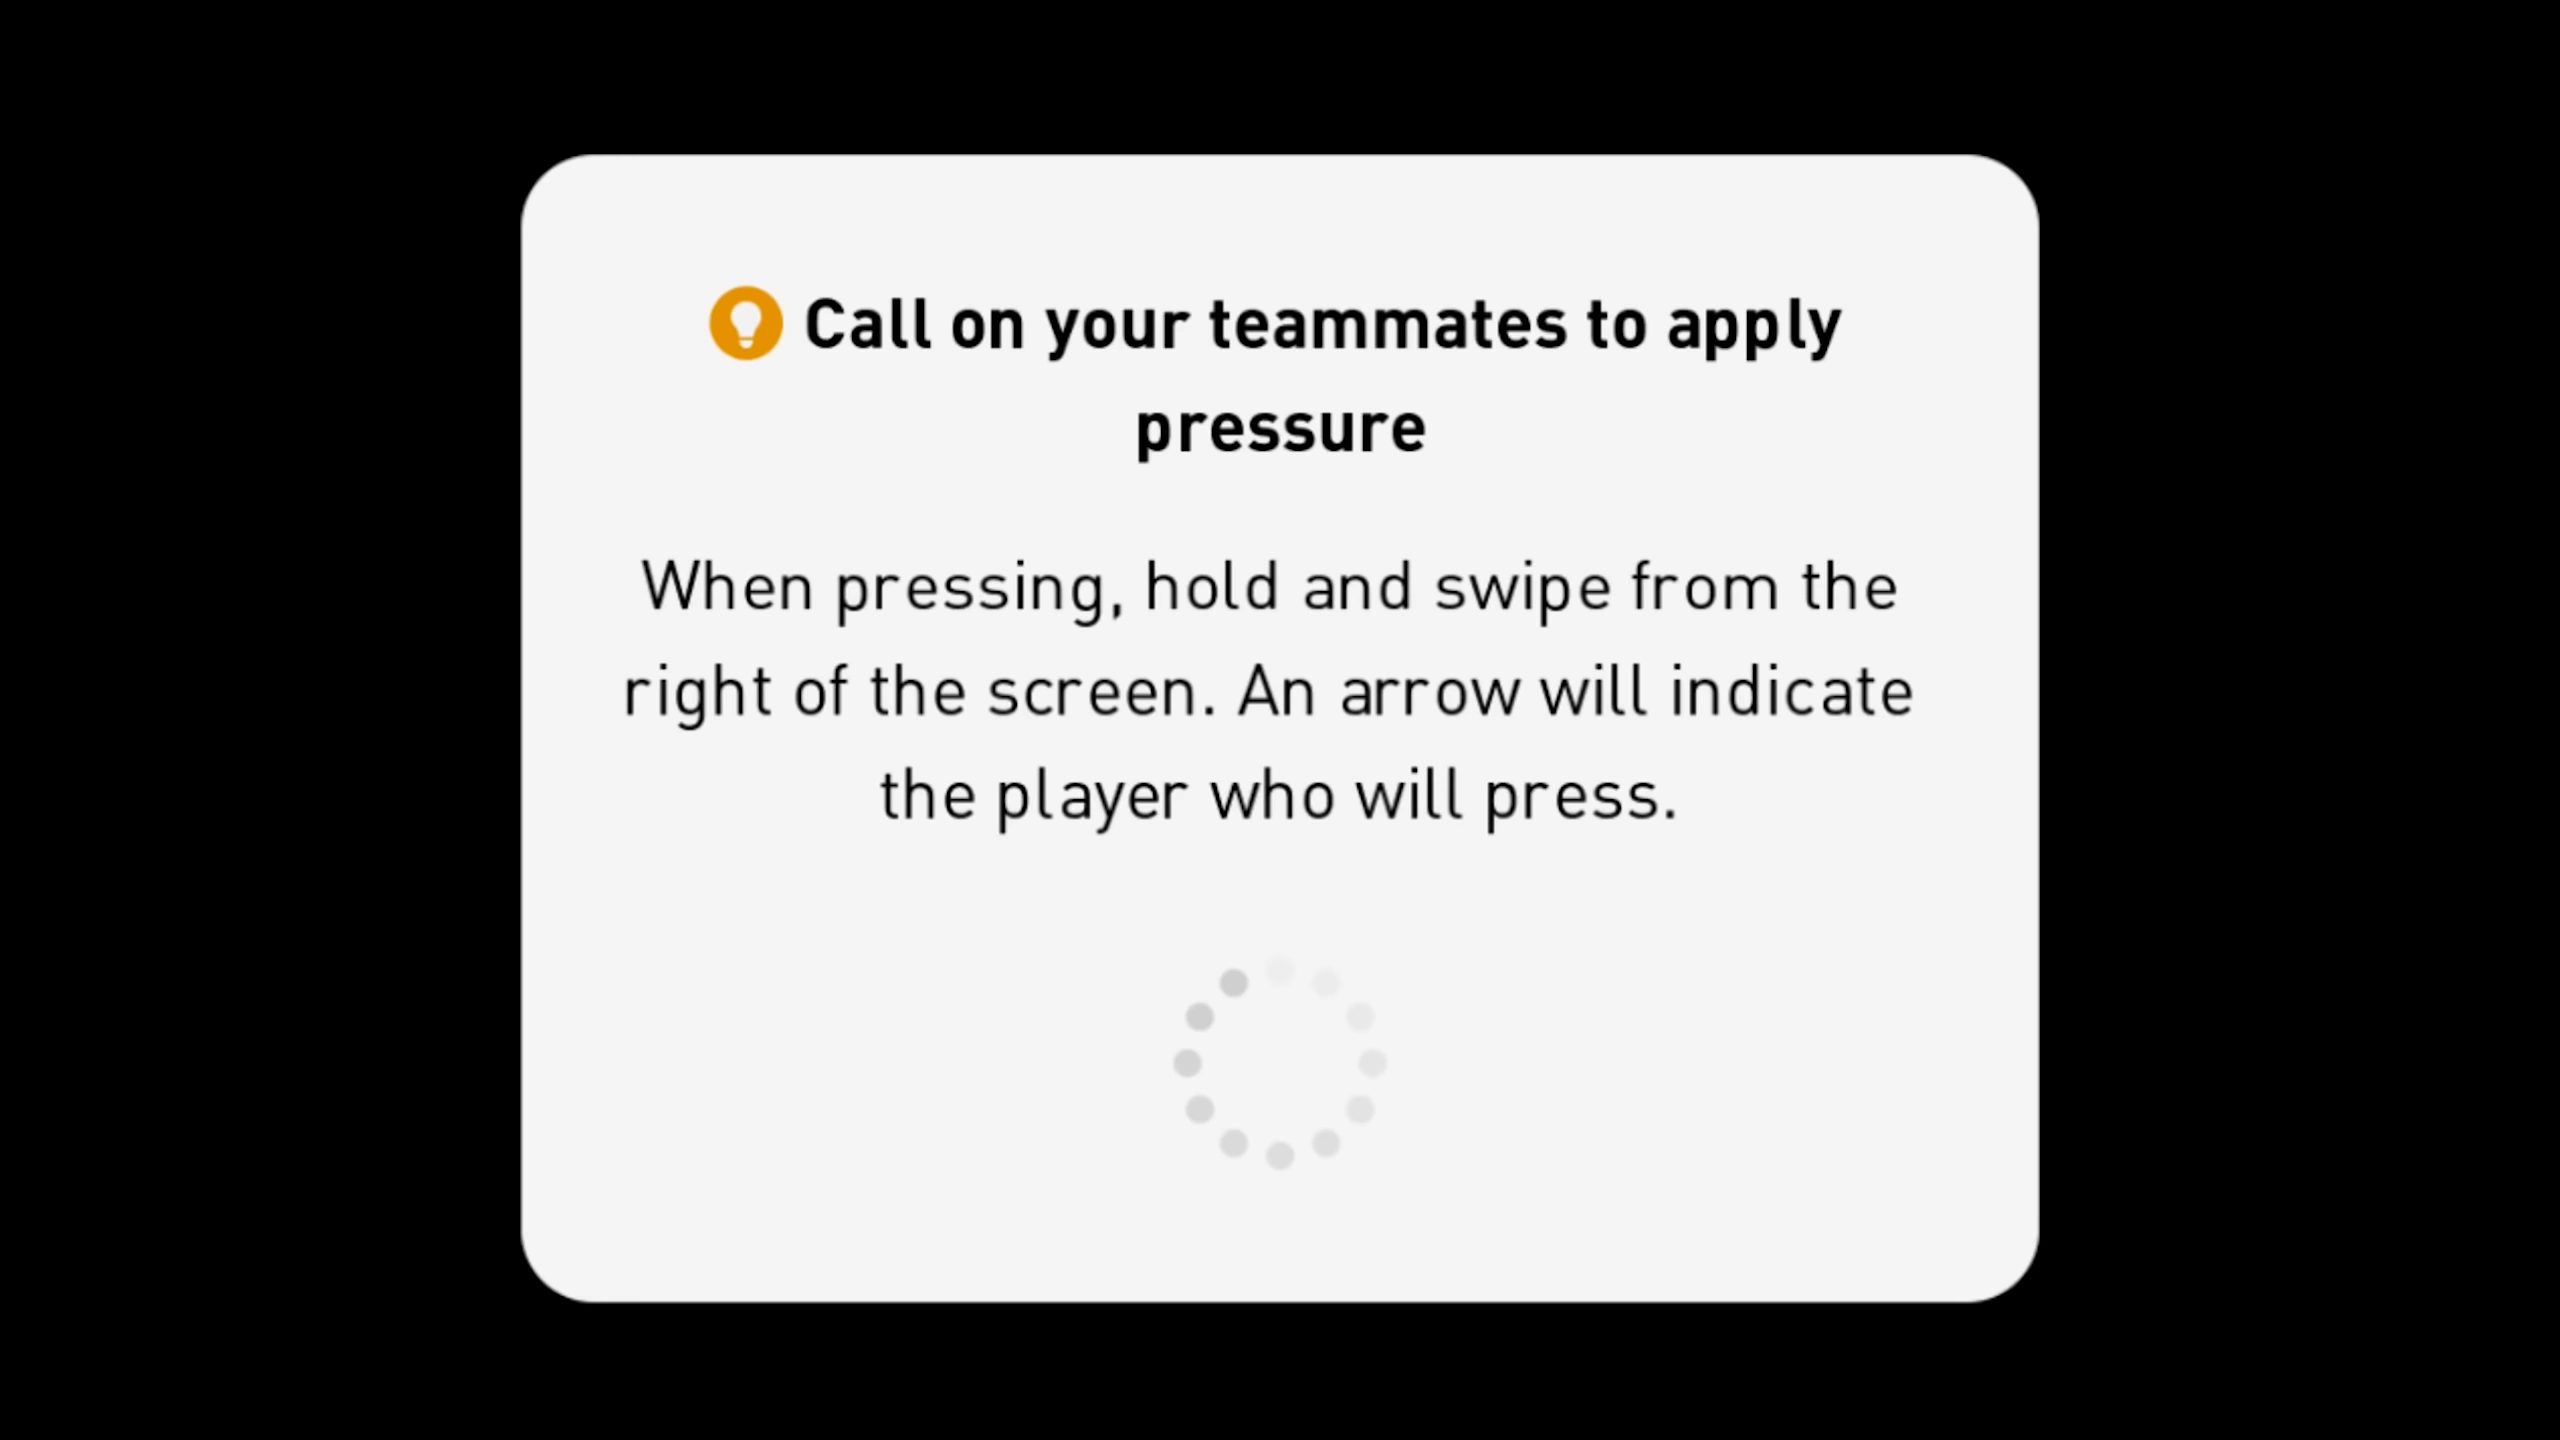 Call on your teammates to apply
pressure
When pressing, hold and swipe from the
right of the screen. An arrow will indicate
the player who will press.